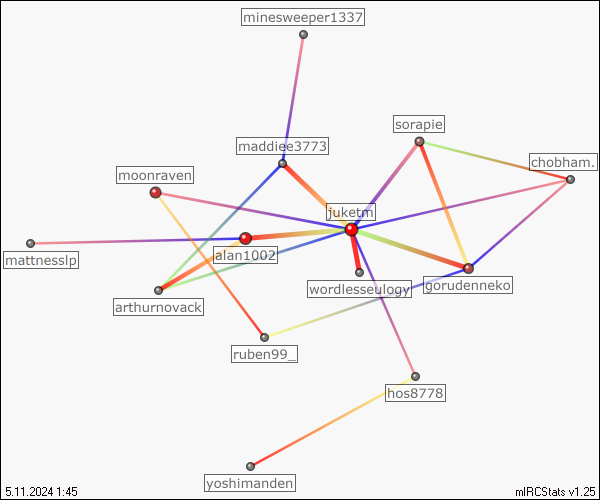 minesweeper1337
sorapie
maddiee3773
chobham.
moonraven
juketm
alan1002
mattnesslp
wordlesseulogy
gorudenneko
arthurnovack
ruben99_
hos8778
yoshimanden
5.11.2024 1:45
mIRCStats v1.25